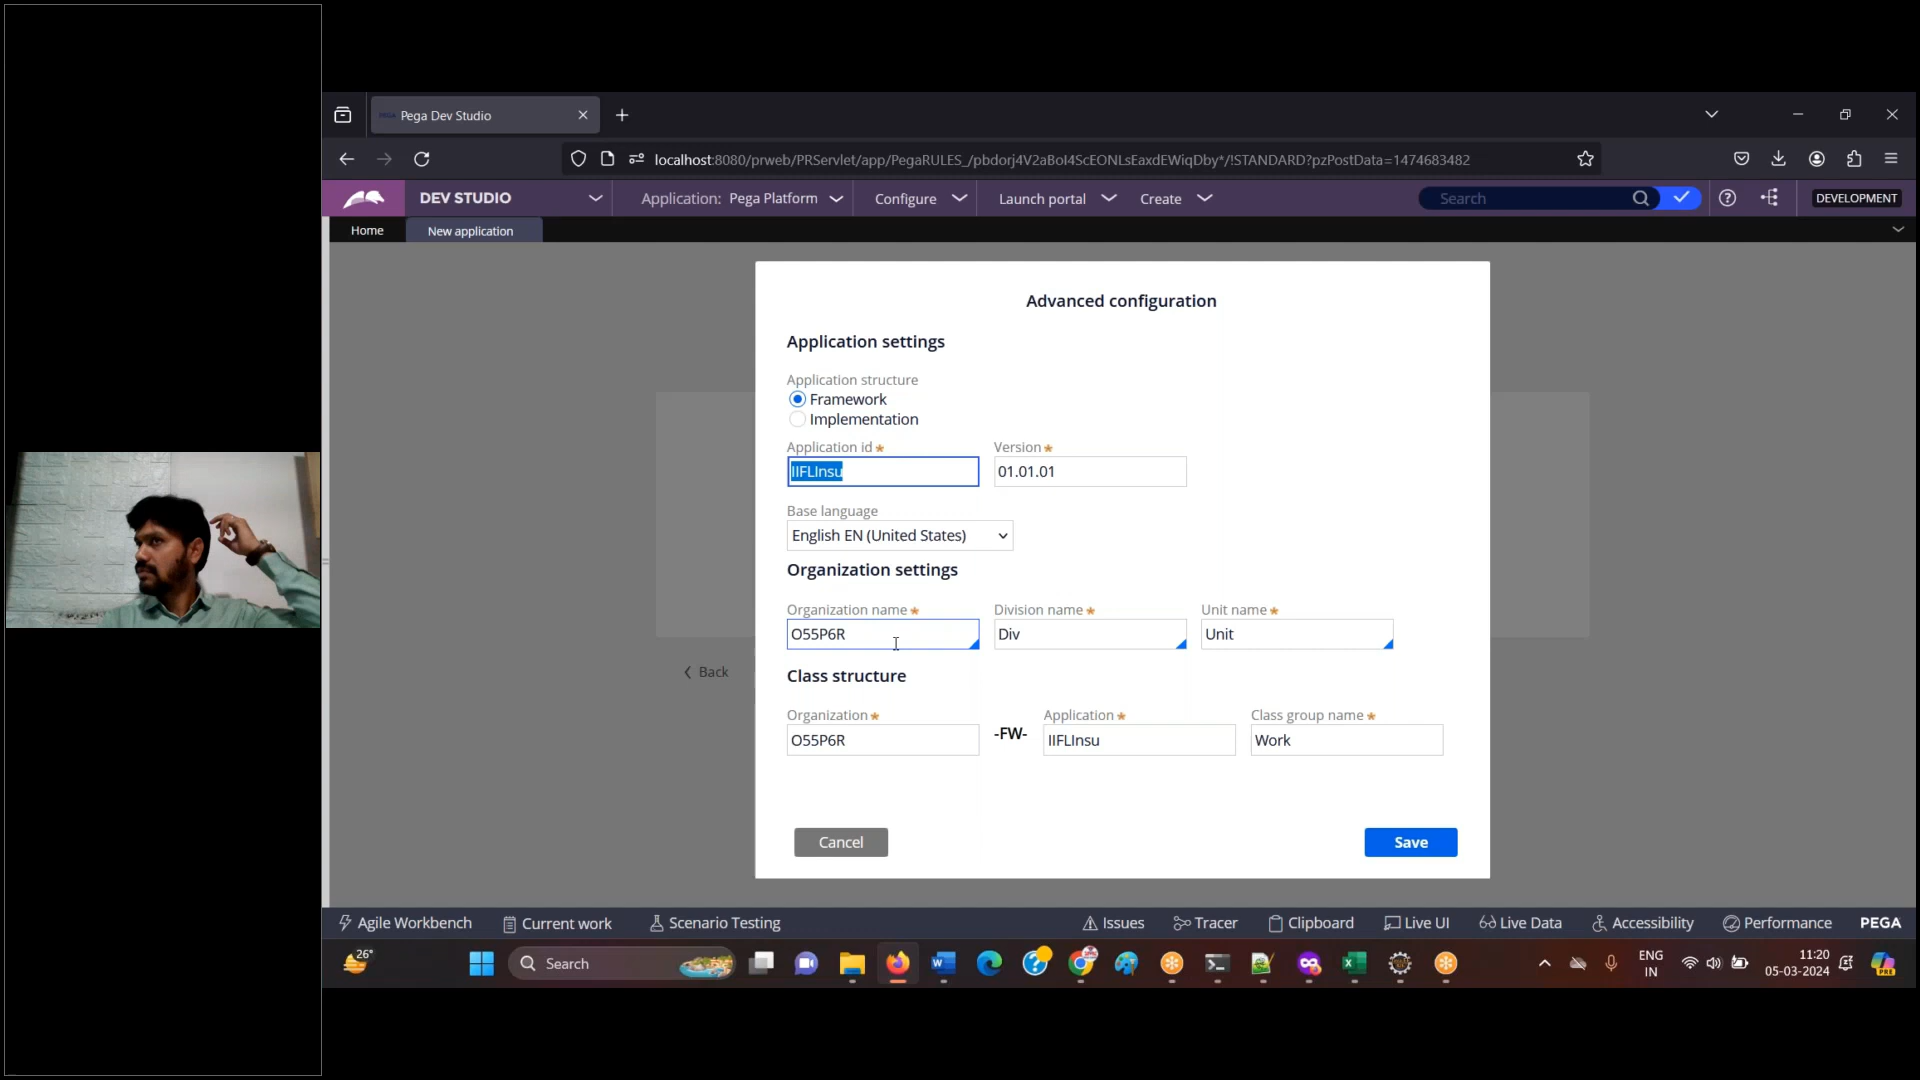 Pega Dev Studio
localhost:8080/prweb/PRServlet/app/PegaRULES_/pbdorj4V2aBoI4ScEONLsEaxdEWiqDby*/!STANDARD?pzPostData=1474683482
DEV STUDIO
Application: Pega Platform
Configure
Launch portal
Create
Search
DEVELOPMENT
Home
New application
Advanced configuration
Application settings
Application structure
Framework
Implementation
Application id * Version *
IIFLInsu 01.01.01
Base language
English EN (United States)
Organization settings
Organization name * Division name * Unit name *
O55P6R Div Unit
Back
Class structure
Organization * Application * Class group name *
O55P6R -FW- IIFLInsu Work
Cancel Save
Agile Workbench Current work Scenario Testing Issues Tracer Clipboard Live UI Live Data Accessibility Performance PEGA
26°
Search
ENG
IN
11:20
05-03-2024